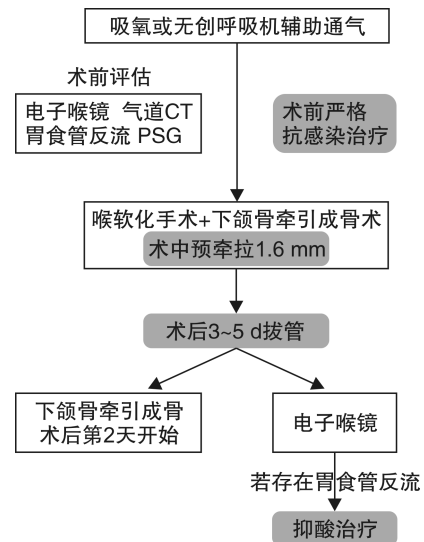 吸氧或无创呼吸机辅助通气
术前评估
电子喉镜 气道CT
胃食管反流 PSG
术前严格
抗感染治疗
喉软化手术+下颌骨牵引成骨术
术中预牵拉1.6 mm
术后3~5 d拔管
下颌骨牵引成骨
术后第2天开始
电子喉镜
若存在胃食管反流
抑酸治疗